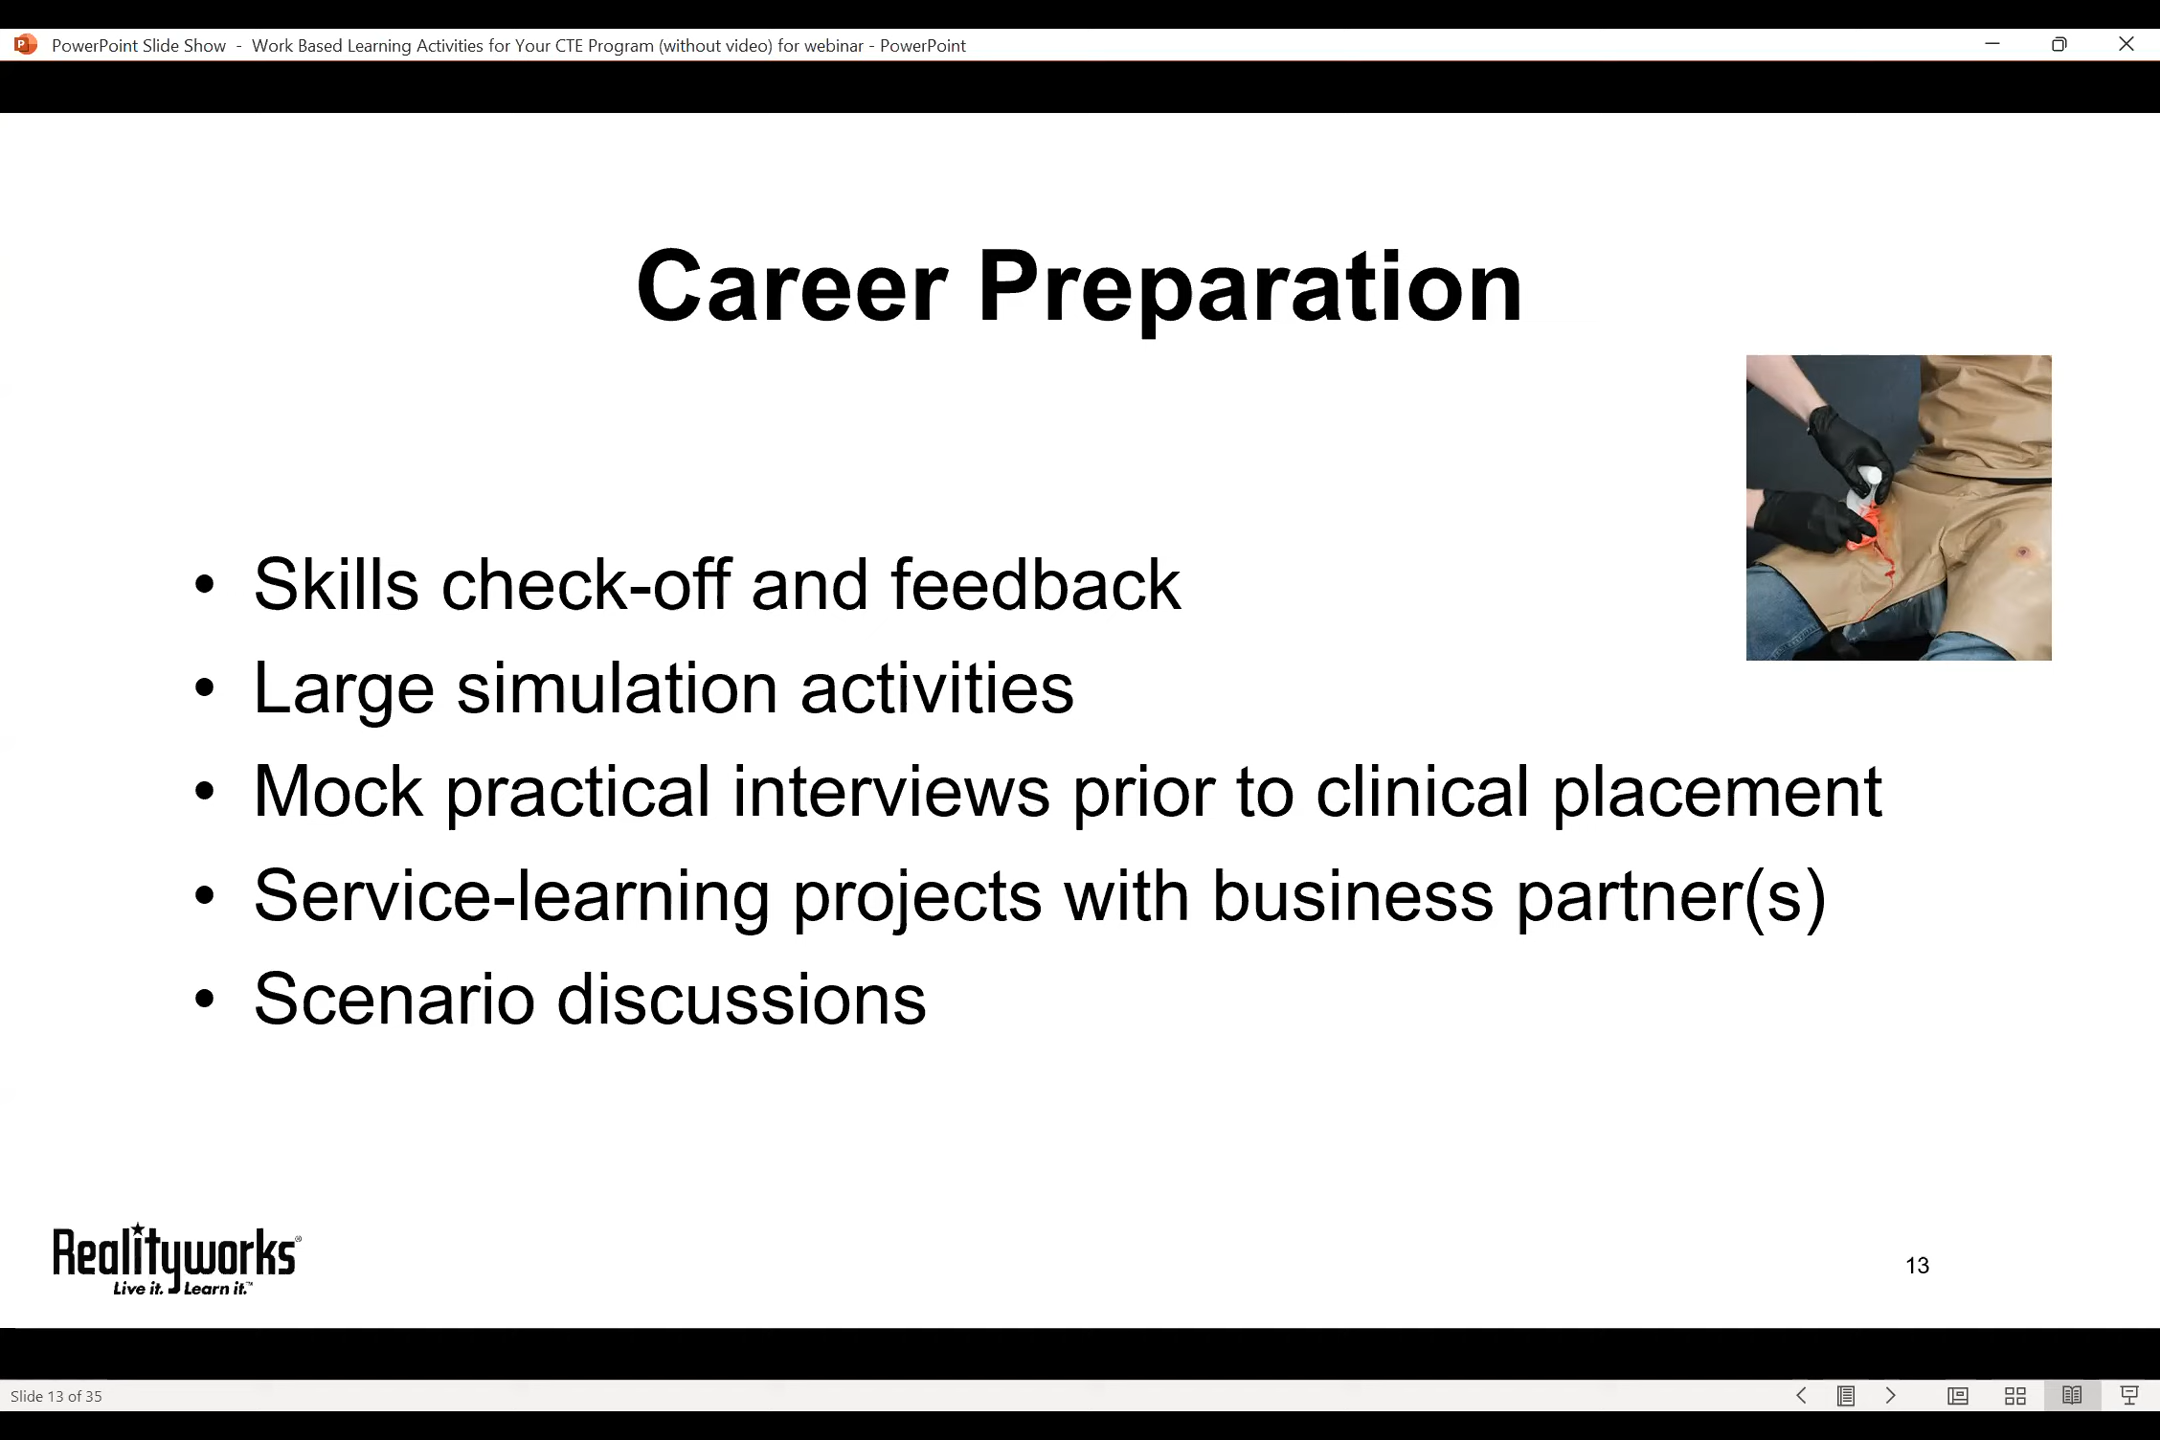 PowerPoint Slide Show - Work Based Learning Activities for Your CTE Program (without video) for webinar - PowerPoint
Career Preparation
• Skills check-off and feedback
• Large simulation activities
• Mock practical interviews prior to clinical placement
• Service-learning projects with business partner(s)
• Scenario discussions
Realityworks®
Live it. Learn it.™
13
Slide 13 of 35